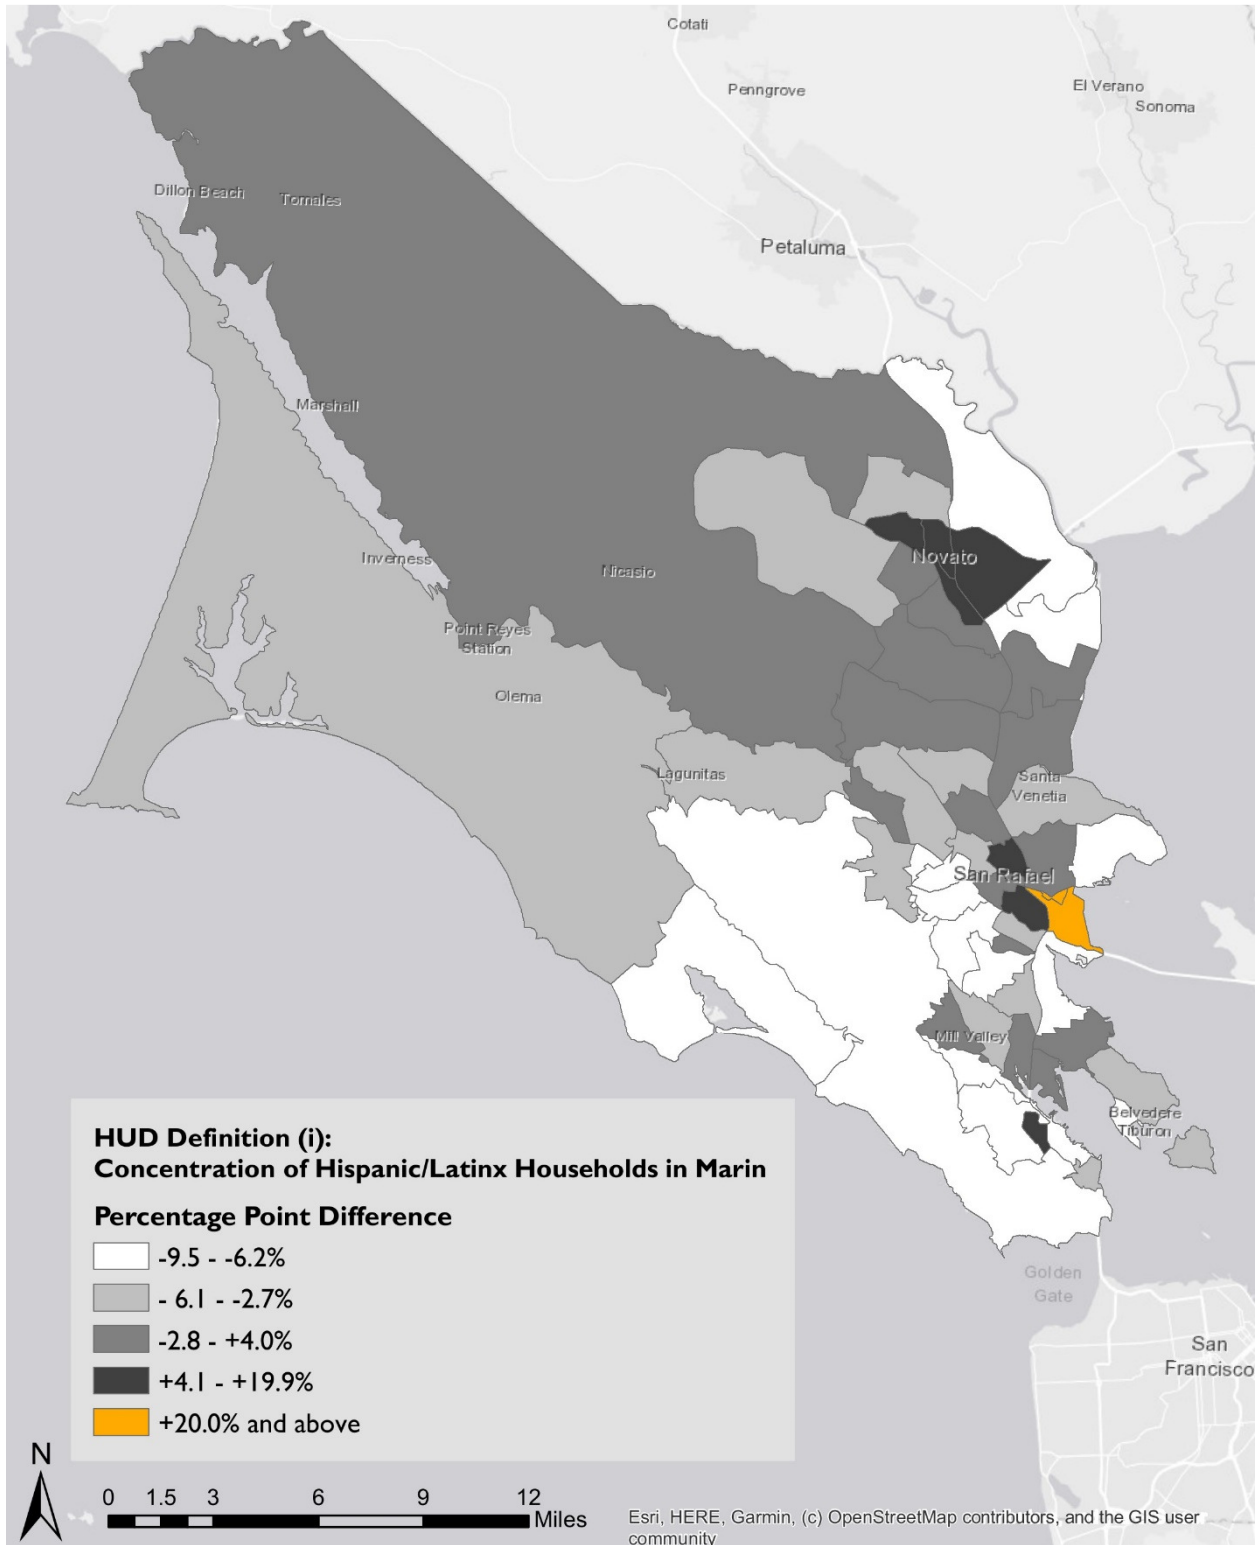 Cotati
Penngrove
El Verano
Sonoma
Dillon Beach
Tomales
Petaluma
Marshall
Inverness
Nicasio
Novato
Point Reyes
Station
Olema
Lagunitas
Santa
Venetia
San Rafael
Mill Valley
Belvedere
Tiburon
HUD Definition (i):
Concentration of Hispanic/Latinx Households in Marin
Percentage Point Difference
-9.5 - -6.2%
- 6.1 - -2.7%
-2.8 - +4.0%
+4.1 - +19.9%
+20.0% and above
Golden
Gate
San
Francisco
N
0 1.5 3 6 9 12
Miles
Esri, HERE, Garmin, (c) OpenStreetMap contributors, and the GIS user
community